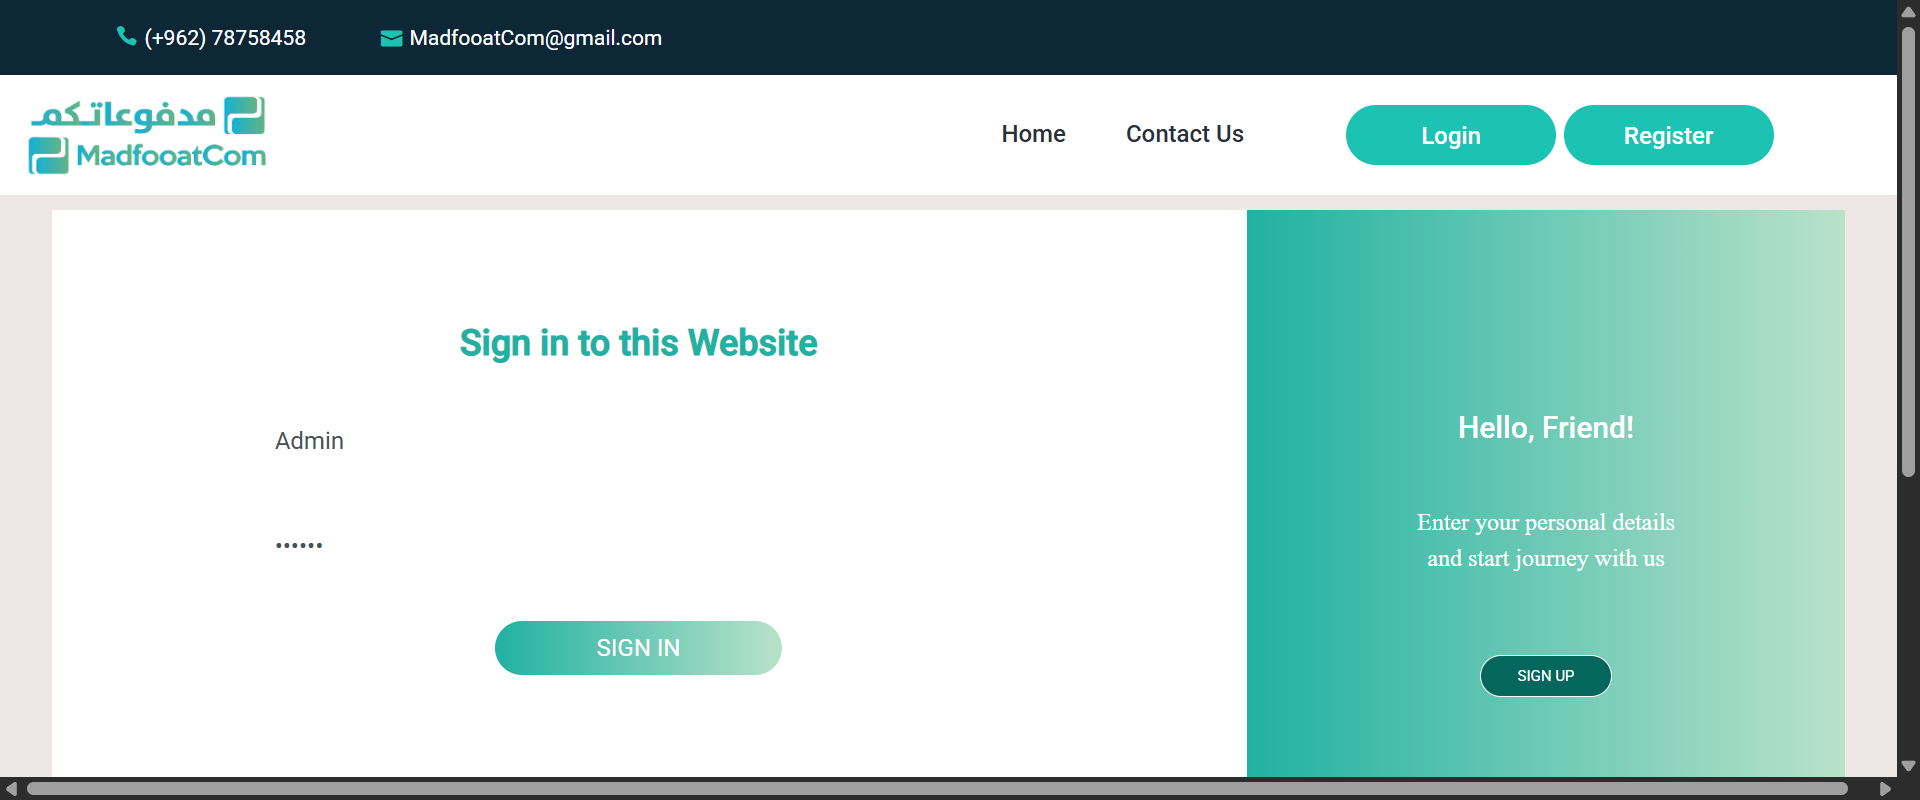 (+962) 78758458 MadfooatCom@gmail.com
مدفوعاتكم
MadfooatCom
Home Contact Us Login Register
Sign in to this Website
Admin
••••••
SIGN IN
Hello, Friend!
Enter your personal details
and start journey with us
SIGN UP